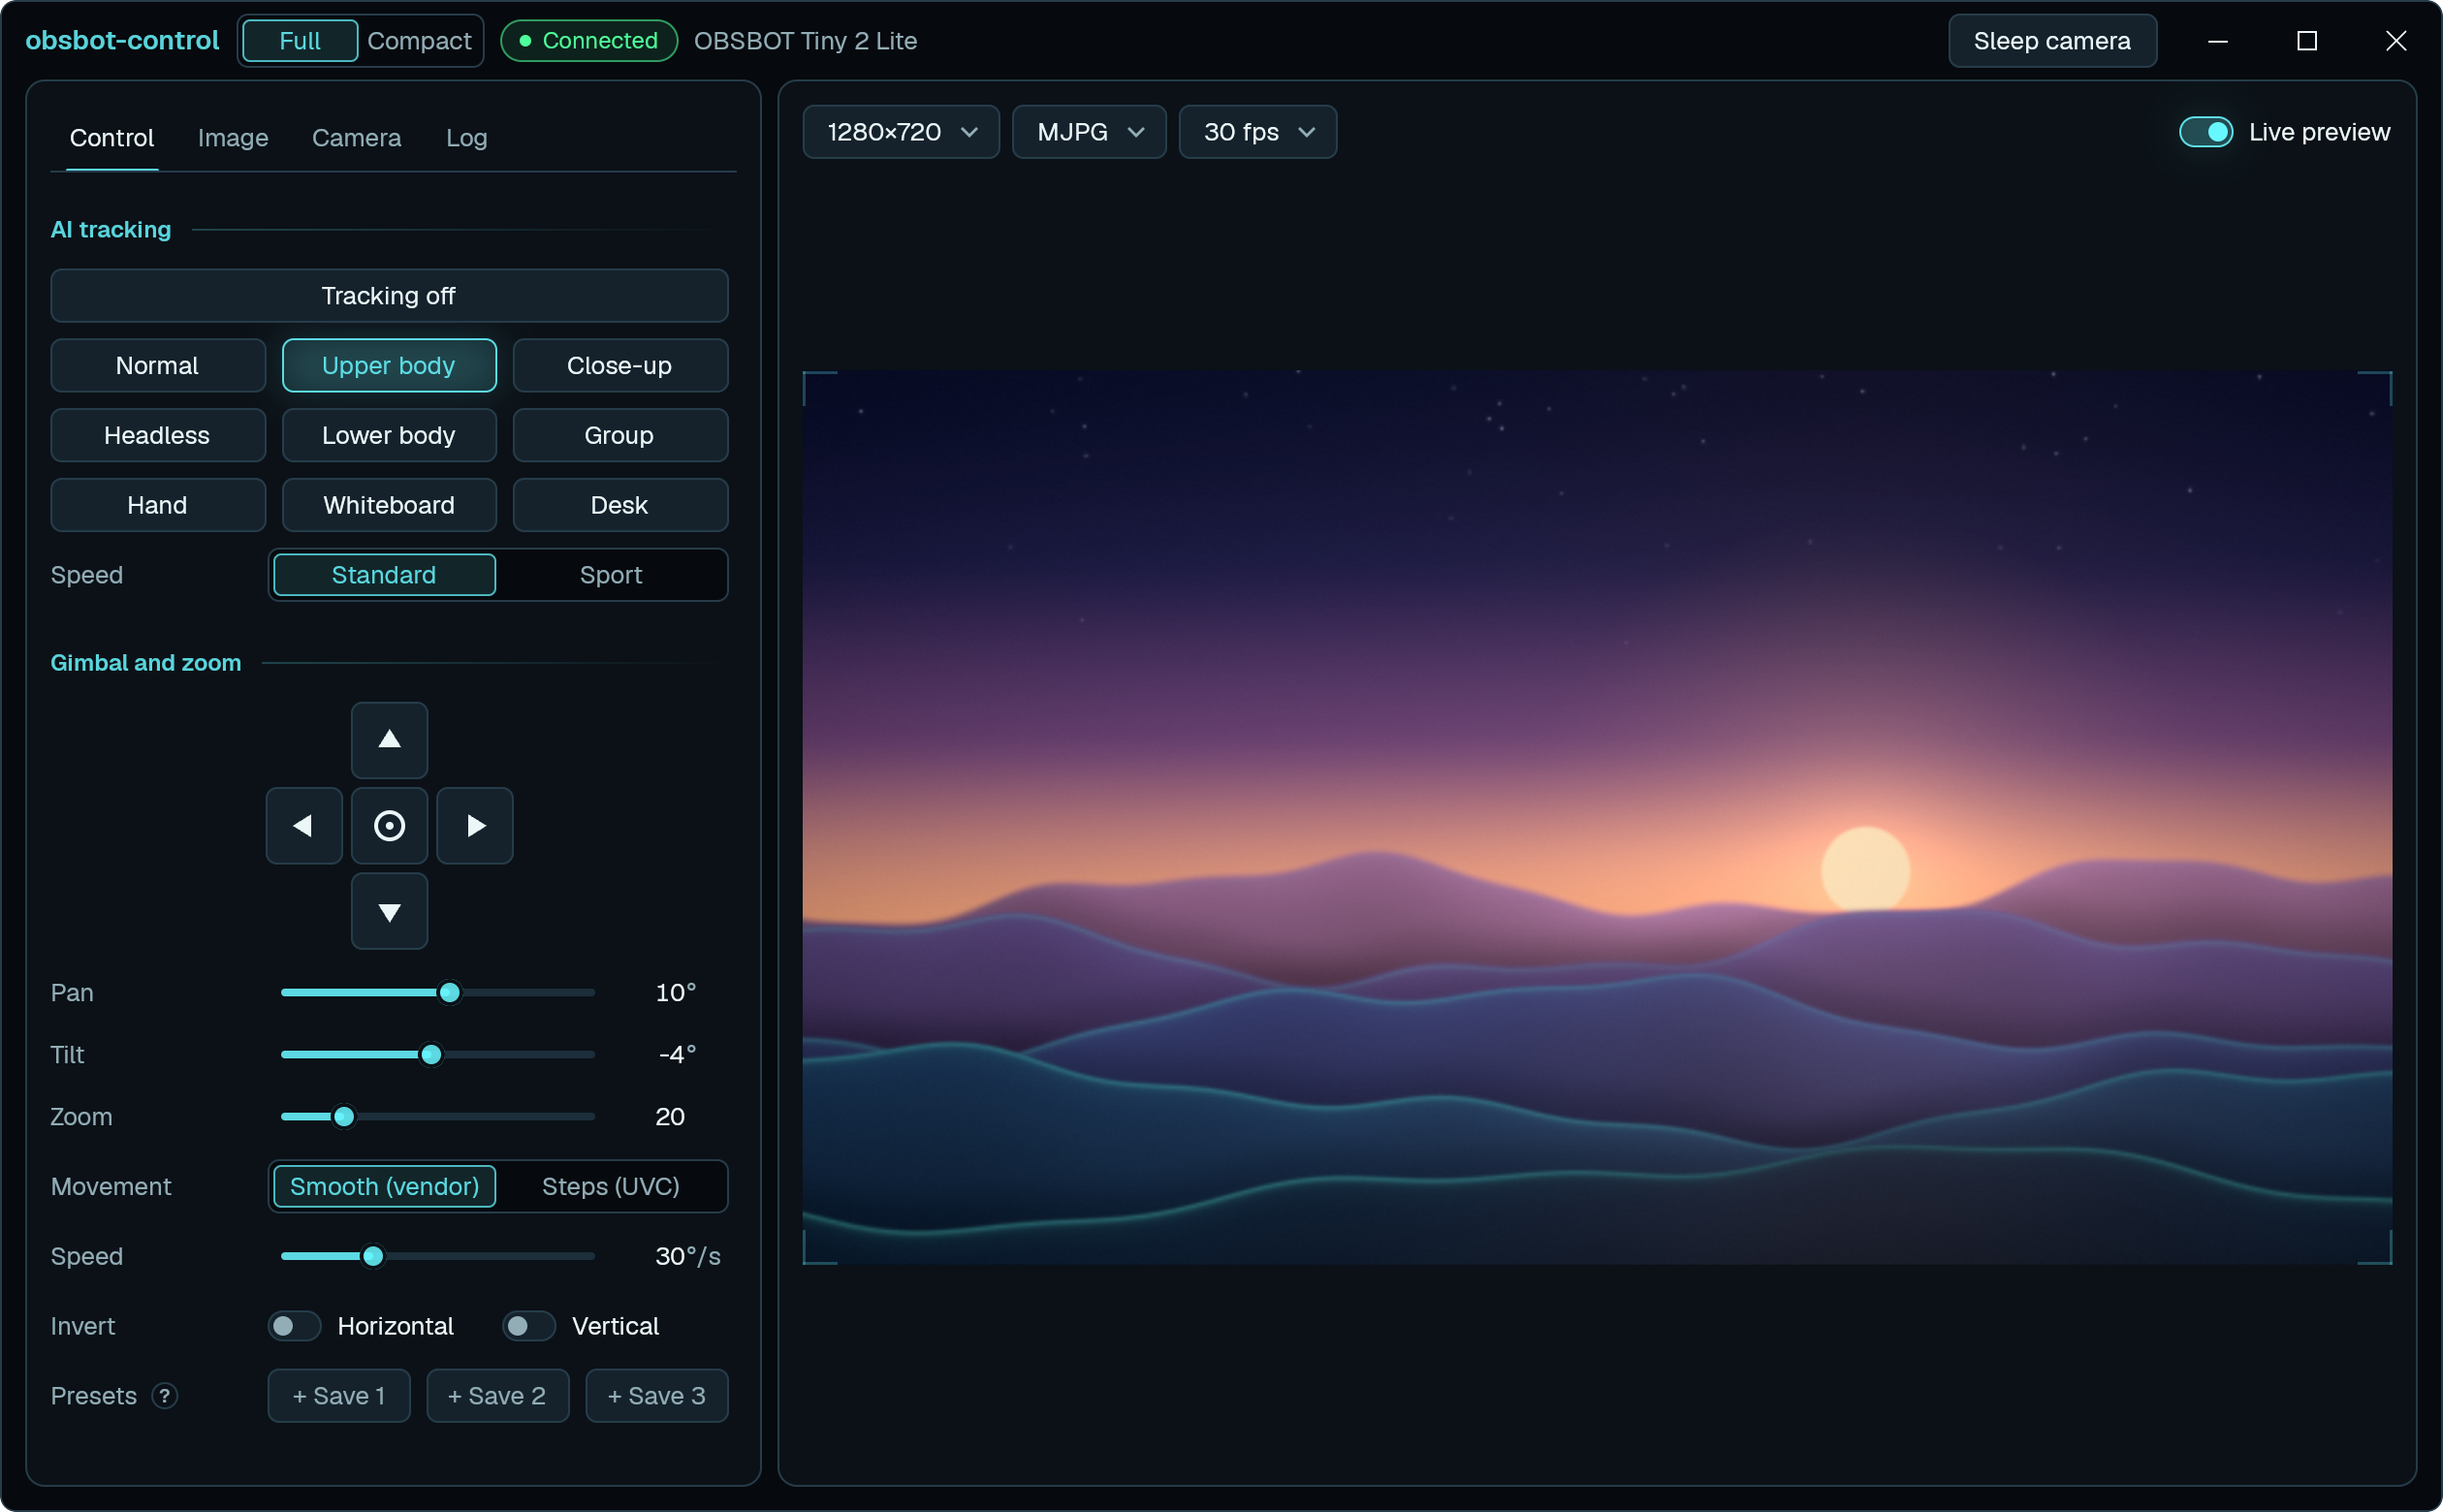 obsbot-control Full Compact Connected OBSBOT Tiny 2 Lite Sleep camera
Control Image Camera Log
AI tracking
Tracking off
Normal Upper body Close-up
Headless Lower body Group
Hand Whiteboard Desk
Speed Standard Sport
Gimbal and zoom
Pan 10°
Tilt -4°
Zoom 20
Movement Smooth (vendor) Steps (UVC)
Speed 30°/s
Invert Horizontal Vertical
Presets ? + Save 1 + Save 2 + Save 3
1280×720 MJPG 30 fps Live preview